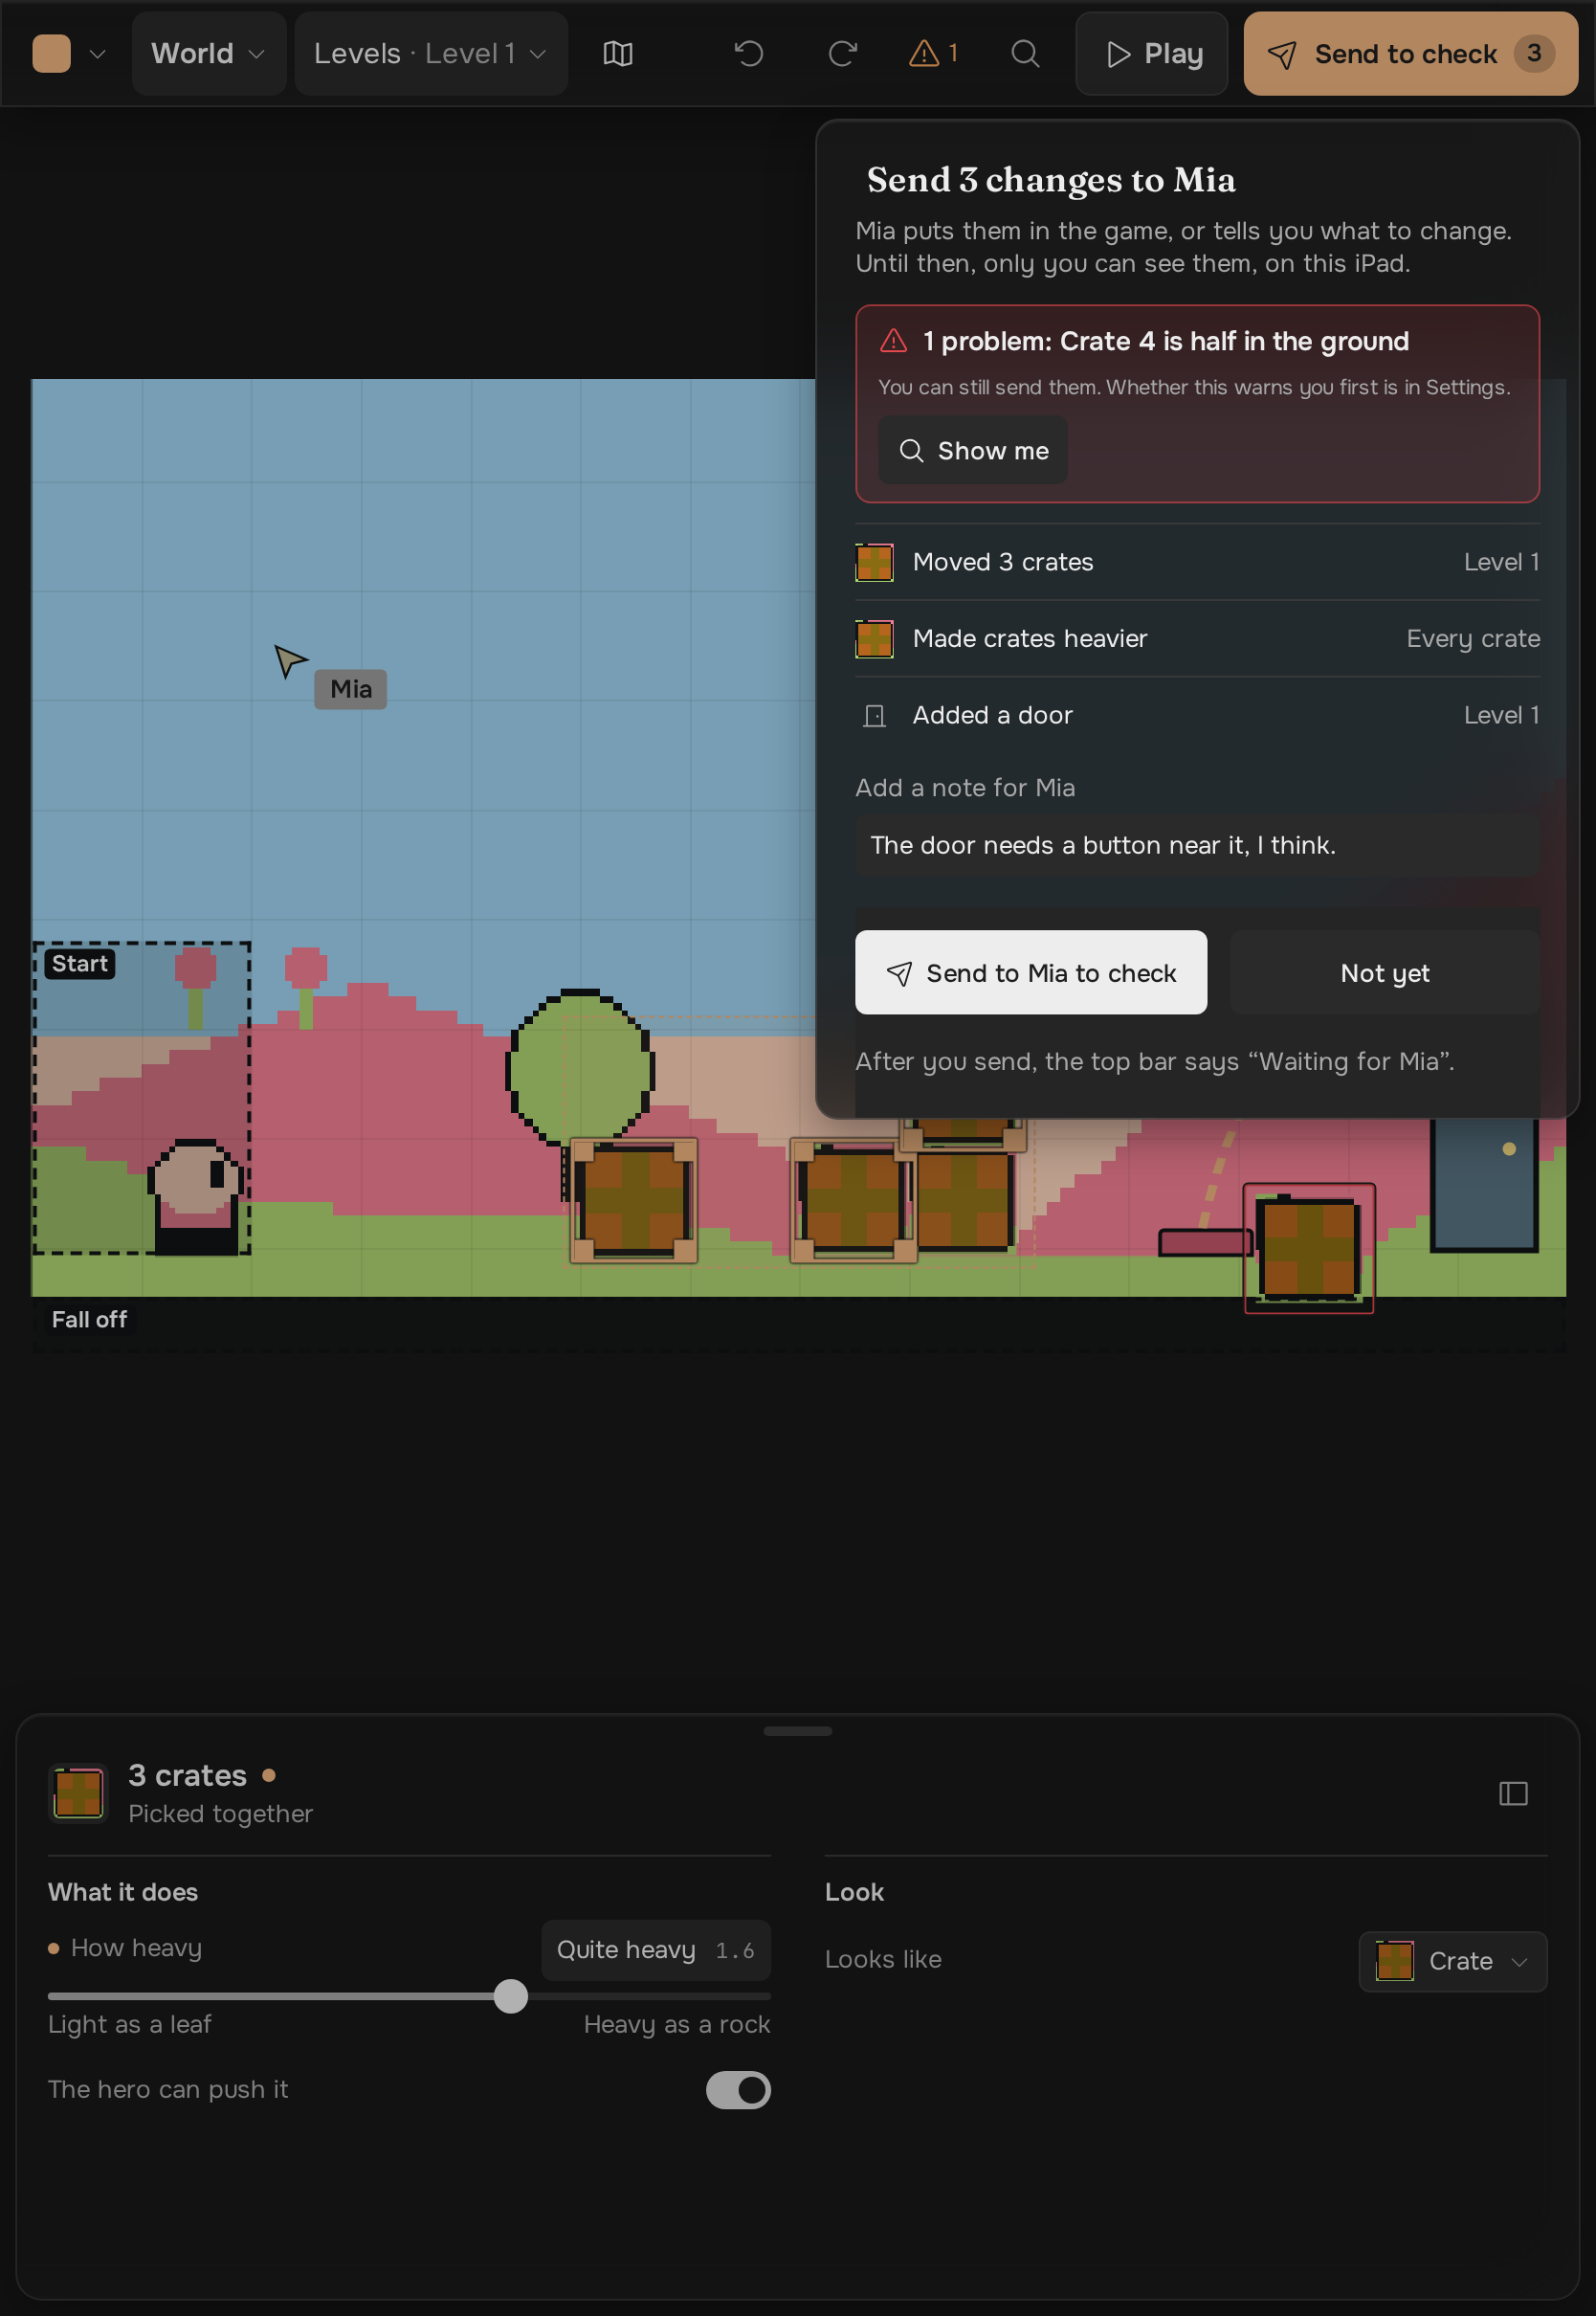 World
Levels · Level 1
1
Play
Send to check 3
Send 3 changes to Mia
Mia puts them in the game, or tells you what to change.
Until then, only you can see them, on this iPad.
1 problem: Crate 4 is half in the ground
You can still send them. Whether this warns you first is in Settings.
Show me
Moved 3 crates Level 1
Made crates heavier Every crate
Added a door Level 1
Add a note for Mia
The door needs a button near it, I think.
Send to Mia to check
Not yet
After you send, the top bar says “Waiting for Mia”.
Mia
Start
Fall off
3 crates
Picked together
What it does
How heavy
Quite heavy 1.6
Light as a leaf
Heavy as a rock
The hero can push it
Look
Looks like
Crate